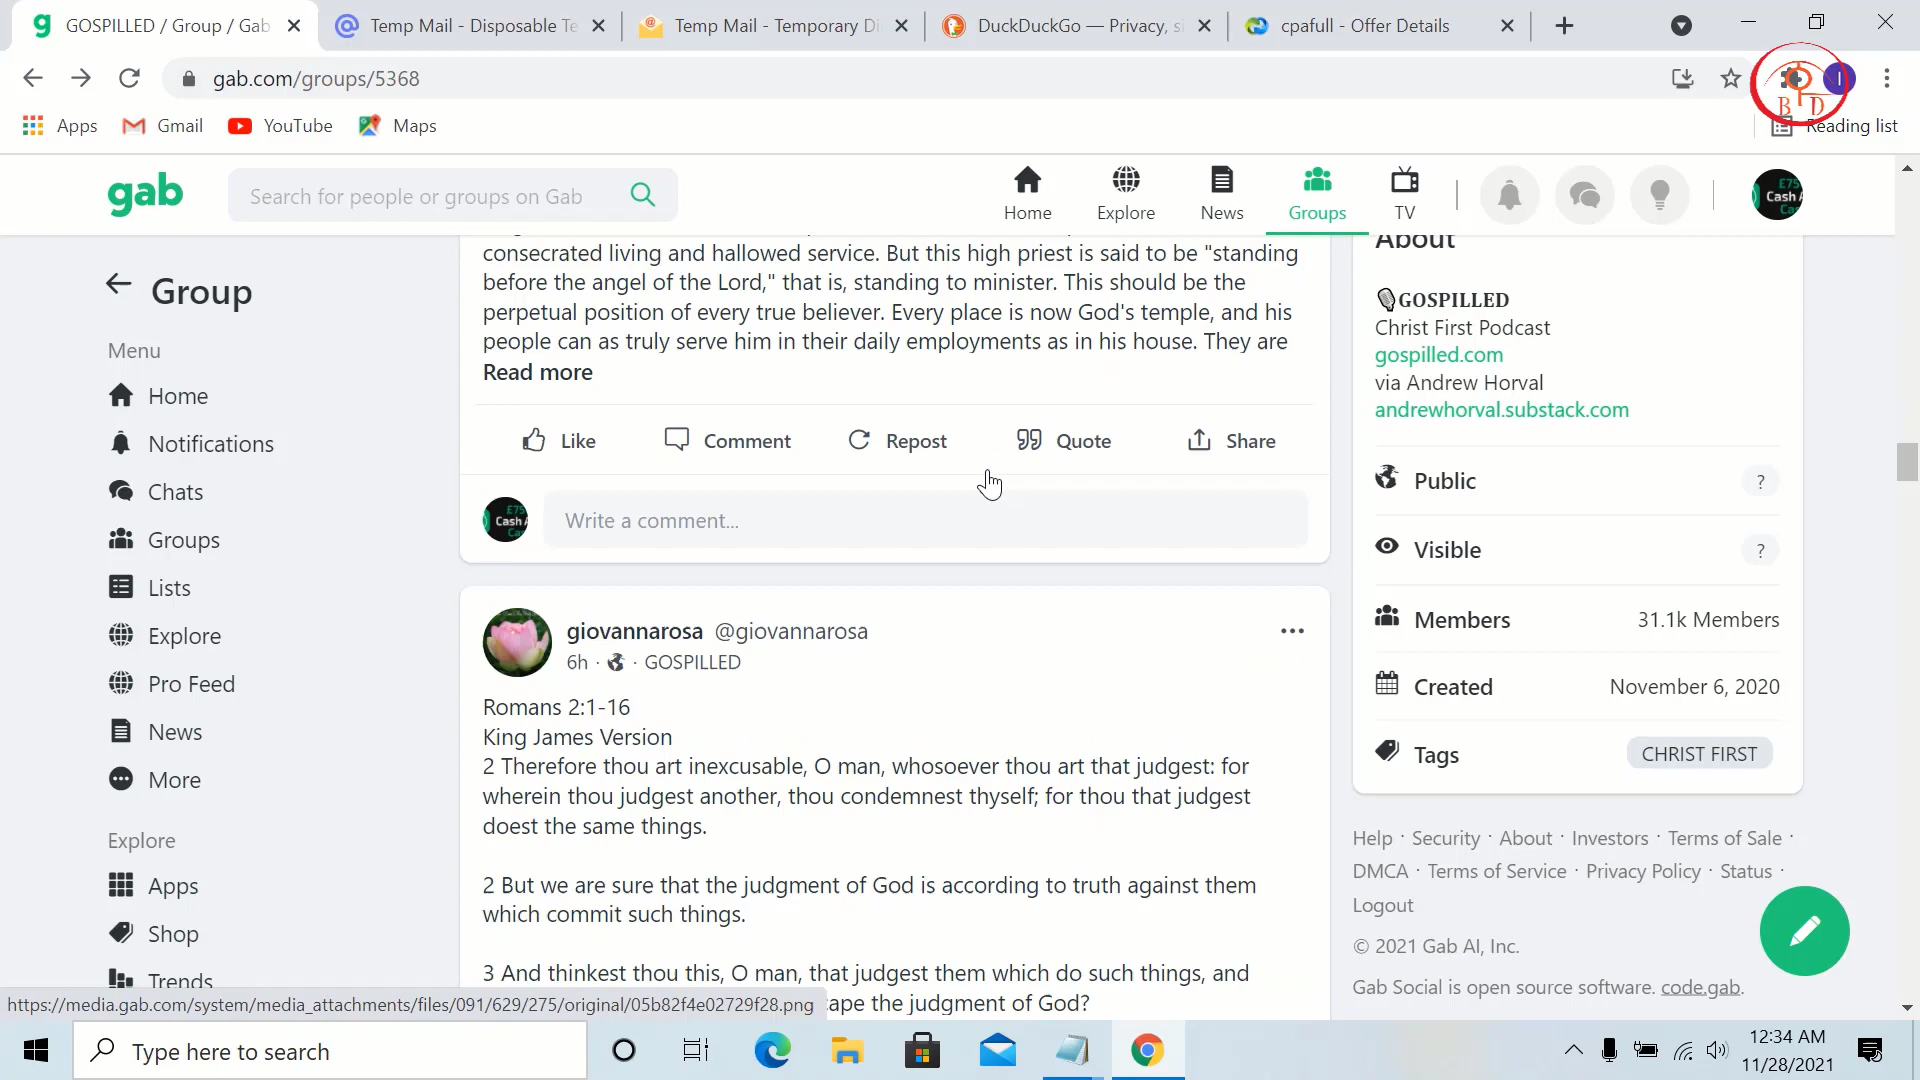 GOSPILLED / Group / Gab
Temp Mail - Disposable Te
Temp Mail - Temporary Di
DuckDuckGo — Privacy, si
cpafull - Offer Details
gab.com/groups/5368
Apps
Gmail
YouTube
Maps
B D
Reading list
gab
Search for people or groups on Gab
Home
Explore
News
Groups
TV
Group
Menu
Home
Notifications
Chats
Groups
Lists
Explore
Pro Feed
News
More
Explore
Apps
Shop
Trends
consecrated living and hallowed service. But this high priest is said to be "standing
before the angel of the Lord," that is, standing to minister. This should be the
perpetual position of every true believer. Every place is now God's temple, and his
people can as truly serve him in their daily employments as in his house. They are
Read more
Like
Comment
Repost
Quote
Share
Write a comment...
giovannarosa @giovannarosa
6h · GOSPILLED
Romans 2:1-16
King James Version
2 Therefore thou art inexcusable, O man, whosoever thou art that judgest: for
wherein thou judgest another, thou condemnest thyself; for thou that judgest
doest the same things.
2 But we are sure that the judgment of God is according to truth against them
which commit such things.
3 And thinkest thou this, O man, that judgest them which do such things, and
ape the judgment of God?
About
GOSPILLED
Christ First Podcast
gospilled.com
via Andrew Horval
andrewhorval.substack.com
Public ?
Visible ?
Members 31.1k Members
Created November 6, 2020
Tags CHRIST FIRST
Help · Security · About · Investors · Terms of Sale ·
DMCA · Terms of Service · Privacy Policy · Status ·
Logout
© 2021 Gab AI, Inc.
Gab Social is open source software. code.gab.
https://media.gab.com/system/media_attachments/files/091/629/275/original/05b82f4e02729f28.png
Type here to search
12:34 AM
11/28/2021